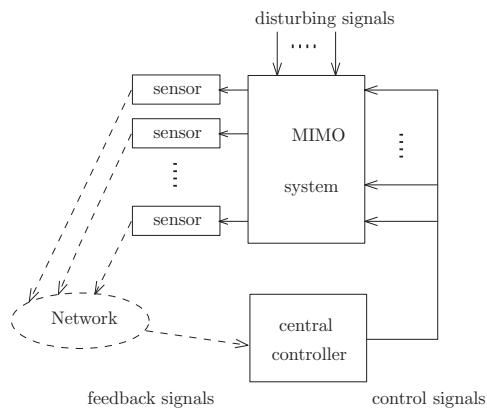 disturbing signals
sensor
sensor
MIMO
system
sensor
Network
central
controller
feedback signals
control signals